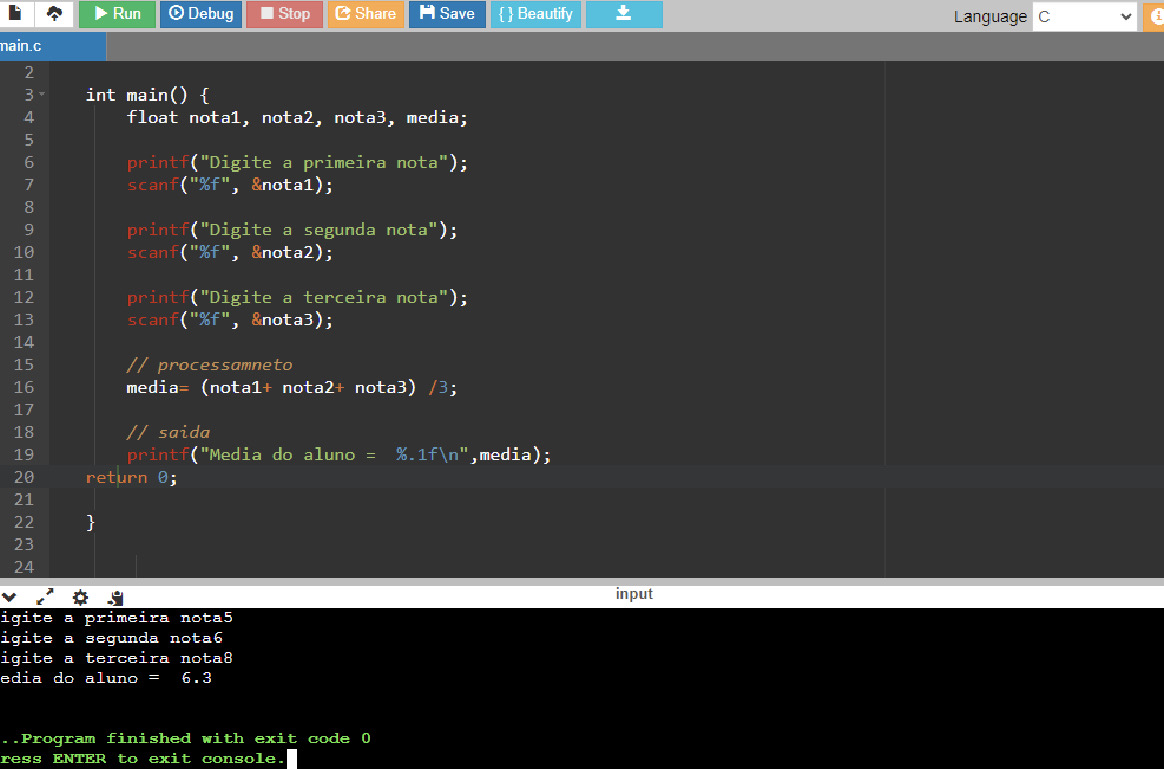 Run Debug Stop Share Save {} Beautify Language C
main.c
2
3 int main() {
4 float nota1, nota2, nota3, media;
5
6 printf("Digite a primeira nota");
7 scanf("%f", &nota1);
8
9 printf("Digite a segunda nota");
10 scanf("%f", &nota2);
11
12 printf("Digite a terceira nota");
13 scanf("%f", &nota3);
14
15 // processamneto
16 media= (nota1+ nota2+ nota3) /3;
17
18 // saida
19 printf("Media do aluno =  %.1f\n",media);
20 return 0;
21
22 }
23
24
input
igite a primeira nota5
igite a segunda nota6
igite a terceira nota8
edia do aluno =  6.3
..Program finished with exit code 0
ress ENTER to exit console.